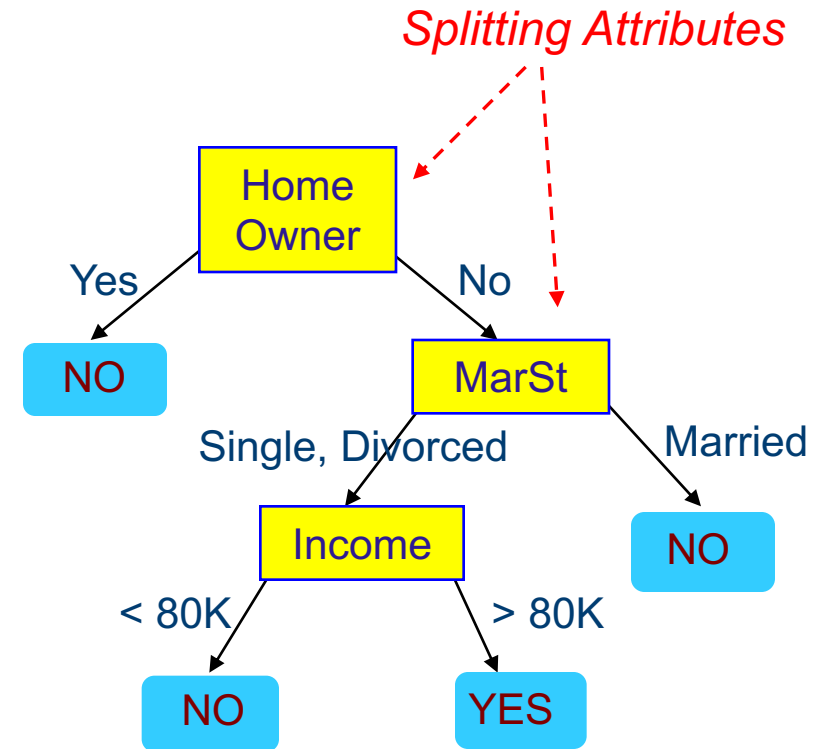 Splitting Attributes
Home
Owner
Yes
No
NO
MarSt
Single, Divorced
Married
Income
NO
< 80K
> 80K
NO
YES